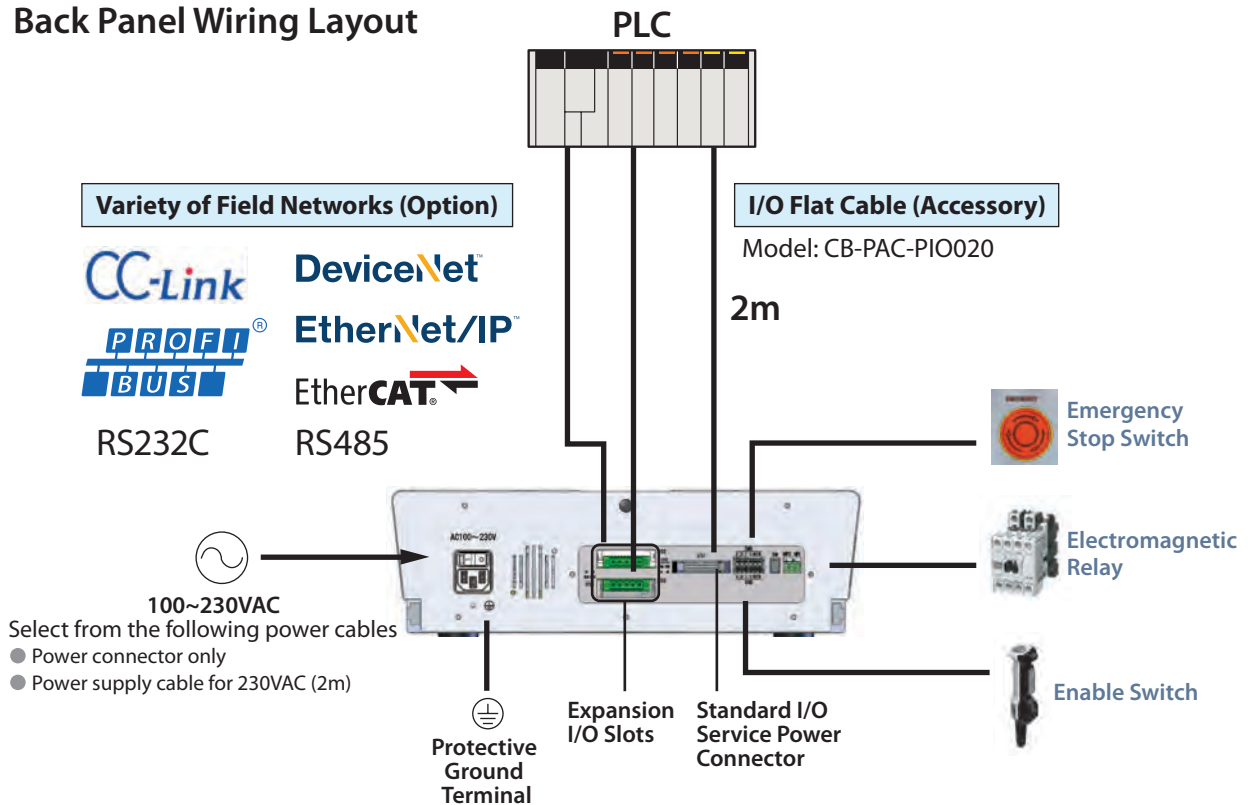 Back Panel Wiring Layout
PLC
Variety of Field Networks (Option)
CC-Link
DeviceNet™
PROFI®
BUS
EtherNet/IP™
EtherCAT®
RS232C
RS485
I/O Flat Cable (Accessory)
Model: CB-PAC-PIO020
2m
Emergency
Stop Switch
Electromagnetic
Relay
Enable Switch
AC100~230V
100~230VAC
Select from the following power cables
● Power connector only
● Power supply cable for 230VAC (2m)
Protective
Ground
Terminal
Expansion
I/O Slots
Standard I/O
Service Power
Connector